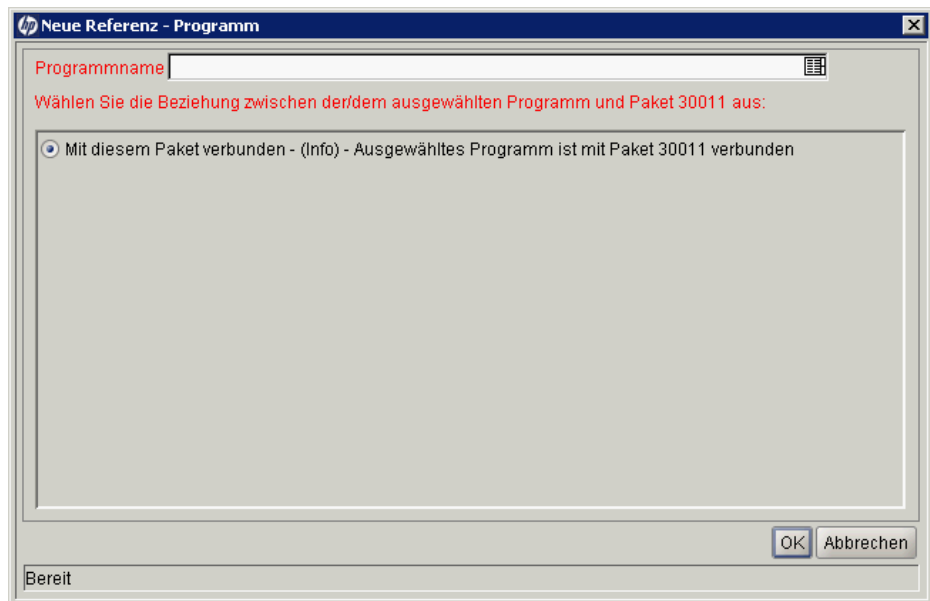 hp Neue Referenz - Programm
Programmname
Wählen Sie die Beziehung zwischen der/dem ausgewählten Programm und Paket 30011 aus:
Mit diesem Paket verbunden - (Info) - Ausgewähltes Programm ist mit Paket 30011 verbunden
OK Abbrechen
Bereit